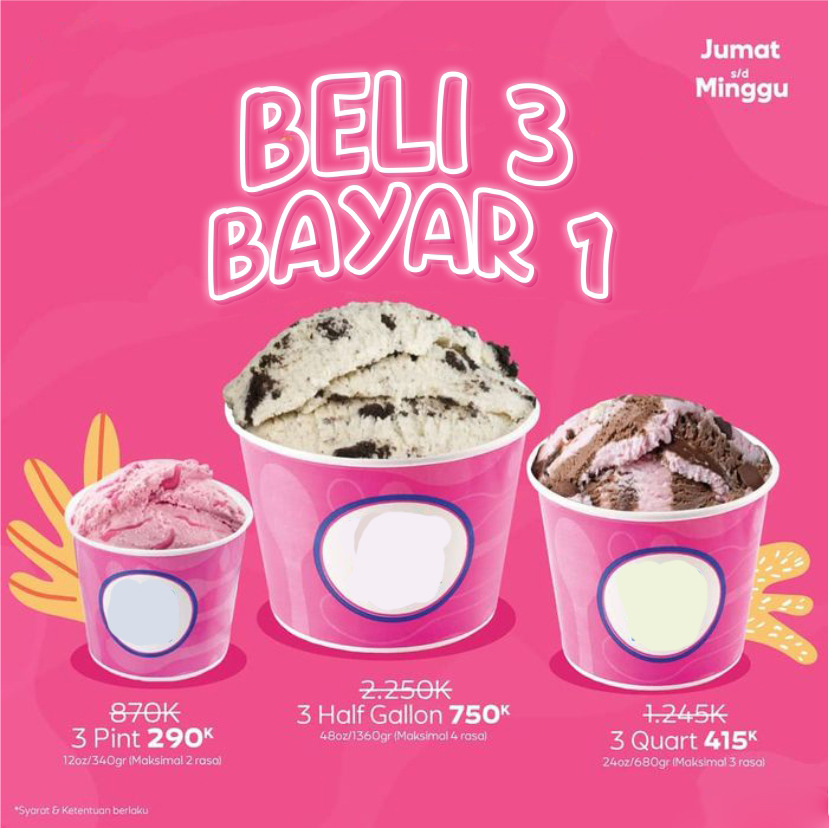 Jumat
s/d
Minggu
BELI 3
BAYAR 1
870K
3 Pint 290K
12oz/340gr (Maksimal 2 rasa)
2.250K
3 Half Gallon 750K
48oz/1360gr (Maksimal 4 rasa)
1.245K
3 Quart 415K
24oz/680gr (Maksimal 3 rasa)
*Syarat & Ketentuan berlaku